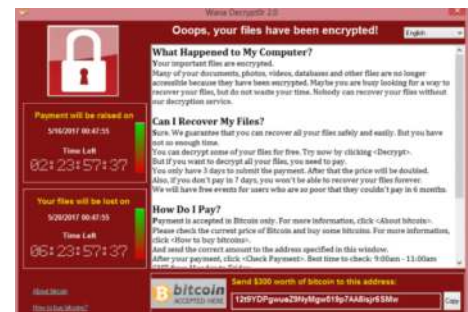 Wana Decrypt0r 2.0
Ooops, your files have been encrypted!
English
What Happened to My Computer?
Your important files are encrypted.
Many of your documents, photos, videos, databases and other files are no longer
accessible because they have been encrypted. Maybe you are busy looking for a way to
recover your files, but do not waste your time. Nobody can recover your files without
our decryption service.
Can I Recover My Files?
Sure. We guarantee that you can recover all your files safely and easily. But you have
not so enough time.
You can decrypt some of your files for free. Try now by clicking <Decrypt>.
But if you want to decrypt all your files, you need to pay.
You only have 3 days to submit the payment. After that the price will be doubled.
Also, if you don't pay in 7 days, you won't be able to recover your files forever.
We will have free events for users who are so poor that they couldn't pay in 6 months.
How Do I Pay?
Payment is accepted in Bitcoin only. For more information, click <About bitcoin>.
Please check the current price of Bitcoin and buy some bitcoins. For more information,
click <How to buy bitcoins>.
And send the correct amount to the address specified in this window.
After your payment, click <Check Payment>. Best time to check: 9:00am - 11:00am
Payment will be raised on
5/16/2017 00:47:55
Time Left
02:23:57:37
Your files will be lost on
5/20/2017 00:47:55
Time Left
06:23:57:37
About bitcoin
How to buy bitcoins?
bitcoin
ACCEPTED HERE
Send $300 worth of bitcoin to this address:
Copy